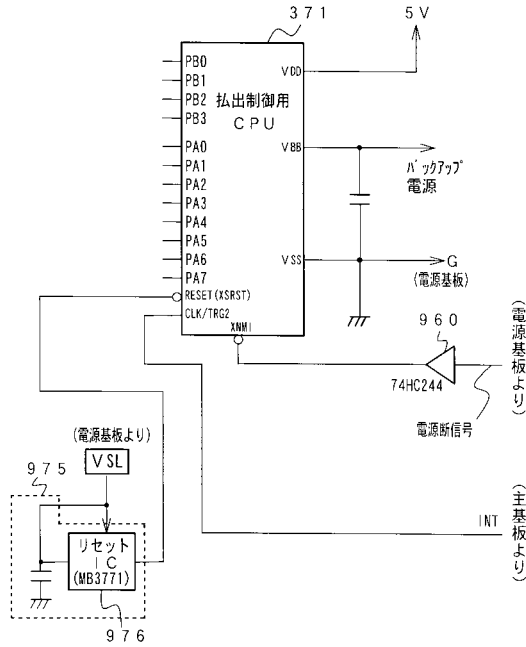 ３７１
５Ｖ
PB0
PB1
PB2
PB3
PA0
PA1
PA2
PA3
PA4
PA5
PA6
PA7
RESET(XSRST)
CLK/TRG2
払出制御用
ＣＰＵ
VDD
VBB
VSS
XNMI
ﾊﾞｯｸｱｯﾌﾟ
電源
G
(電源基板)
９６０
74HC244
電源断信号
(電源基板より)
INT
(主基板より)
(電源基板より)
VSL
９７５
リセット
ＩＣ
(MB3771)
９７６